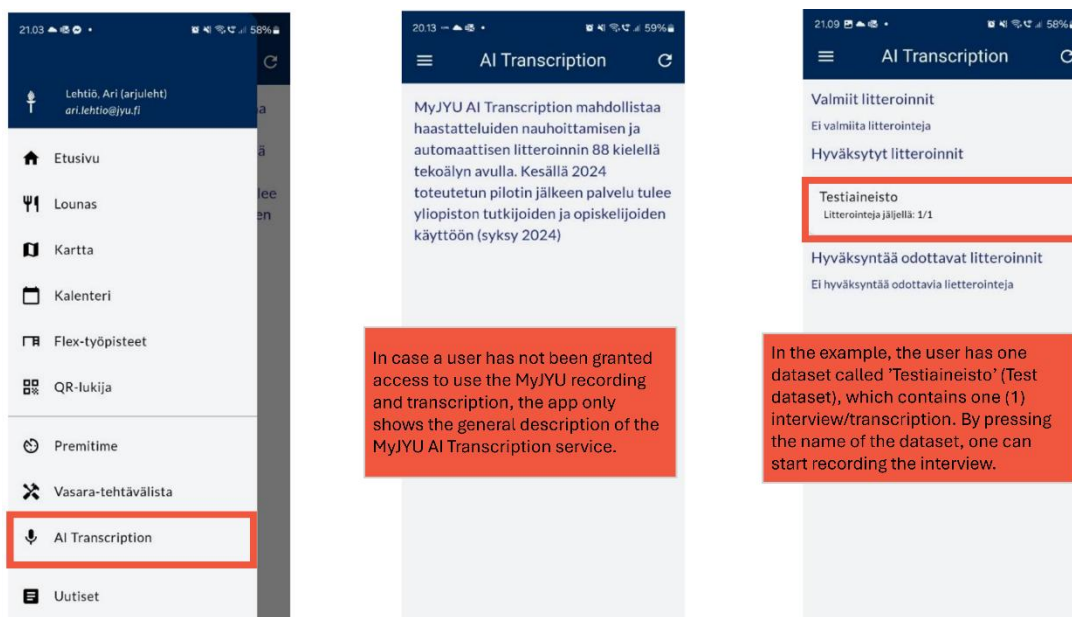 21.03
58%
Lehtiö, Ari (arjuleht)
ari.lehtio@jyu.fi
Etusivu
Lounas
Kartta
Kalenteri
Flex-työpisteet
QR-lukija
Premitime
Vasara-tehtävälista
AI Transcription
Uutiset
20.13
59%
AI Transcription
MyJYU AI Transcription mahdollistaa
haastatteluiden nauhoittamisen ja
automaattisen litteroinnin 88 kielellä
tekoälyn avulla. Kesällä 2024
toteutetun pilotin jälkeen palvelu tulee
yliopiston tutkijoiden ja opiskelijoiden
käyttöön (syksy 2024)
In case a user has not been granted
access to use the MyJYU recording
and transcription, the app only
shows the general description of the
MyJYU AI Transcription service.
21.09
58%
AI Transcription
Valmiit litteroinnit
Ei valmiita litterointeja
Hyväksytyt litteroinnit
Testiaineisto
Litterointeja jäljellä: 1/1
Hyväksyntää odottavat litteroinnit
Ei hyväksyntää odottavia lietterointeja
In the example, the user has one
dataset called ’Testiaineisto’ (Test
dataset), which contains one (1)
interview/transcription. By pressing
the name of the dataset, one can
start recording the interview.